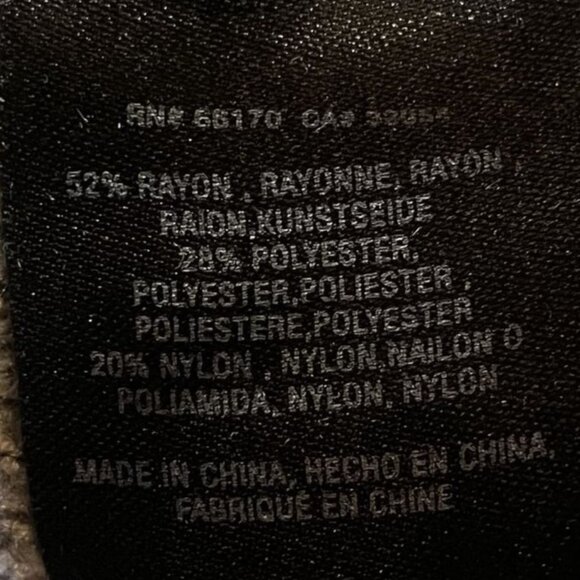 RN# 66170 CA#
52% RAYON , RAYONNE, RAYON ,
RAION,KUNSTSEIDE
28% POLYESTER,
POLYESTER,POLIESTER ,
POLIESTERE,POLYESTER
20% NYLON , NYLON,NAILON O
POLIAMIDA, NYLON, NYLON
MADE IN CHINA, HECHO EN CHINA,
FABRIQUE EN CHINE